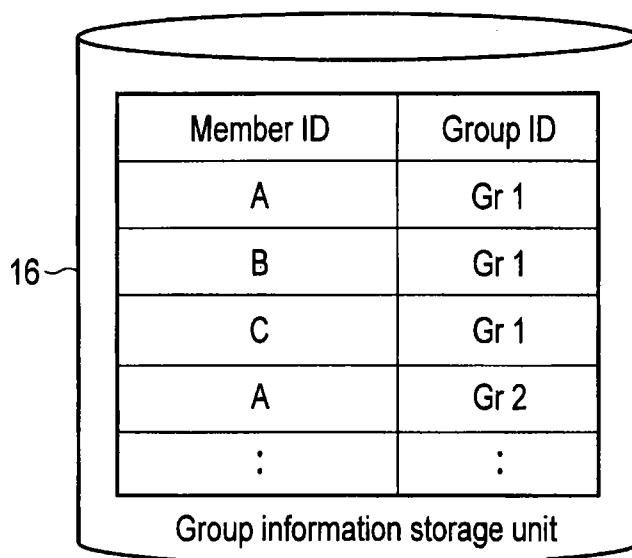 Member ID Group ID
A Gr 1
B Gr 1
16 C Gr 1
A Gr 2
: :
Group information storage unit